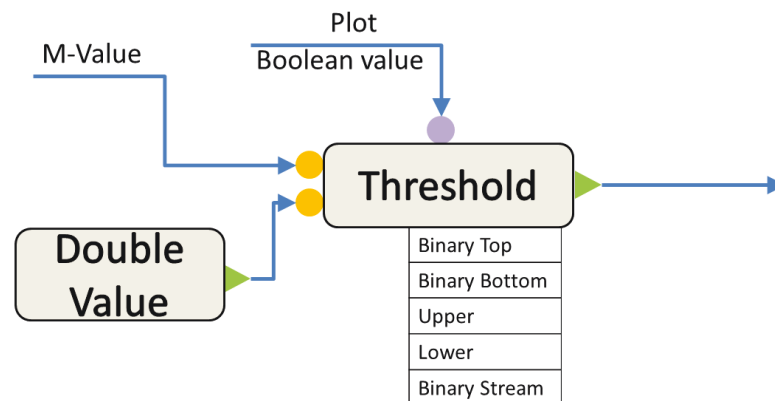 Plot
M-Value
Boolean value
Threshold
Double
Value
Binary Top
Binary Bottom
Upper
Lower
Binary Stream